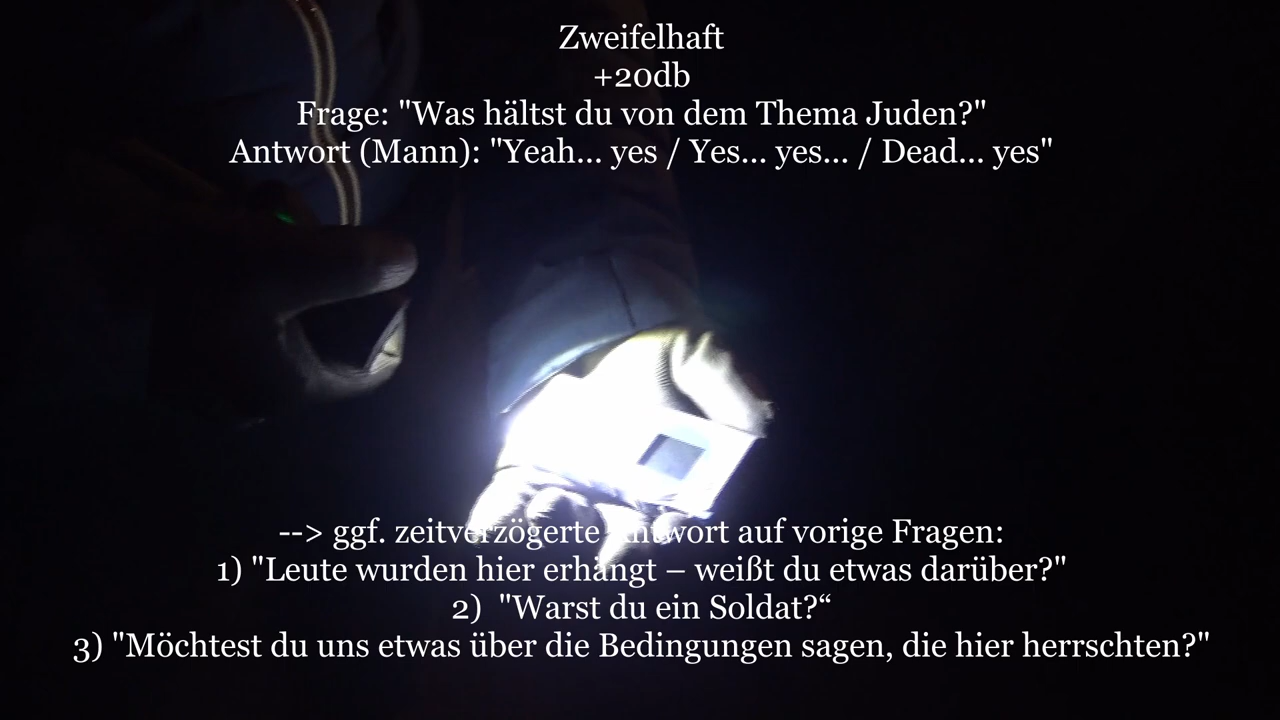 Zweifelhaft
+20db
Frage: "Was hältst du von dem Thema Juden?"
Antwort (Mann): "Yeah... yes / Yes... yes... / Dead... yes"
--> ggf. zeitverzögerte Antwort auf vorige Fragen:
1) "Leute wurden hier erhängt – weißt du etwas darüber?"
2)  "Warst du ein Soldat?“
3) "Möchtest du uns etwas über die Bedingungen sagen, die hier herrschten?"